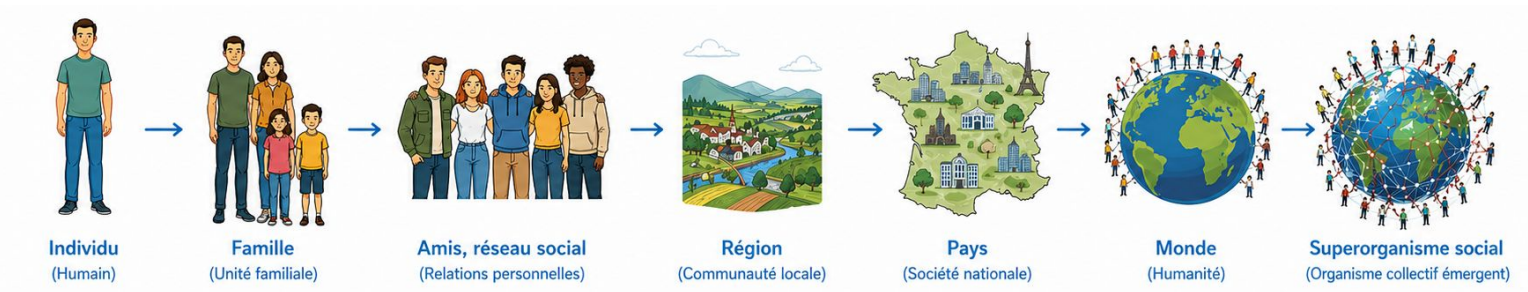 Individu
(Humain)
Famille
(Unité familiale)
Amis, réseau social
(Relations personnelles)
Région
(Communauté locale)
Pays
(Société nationale)
Monde
(Humanité)
Superorganisme social
(Organisme collectif émergent)